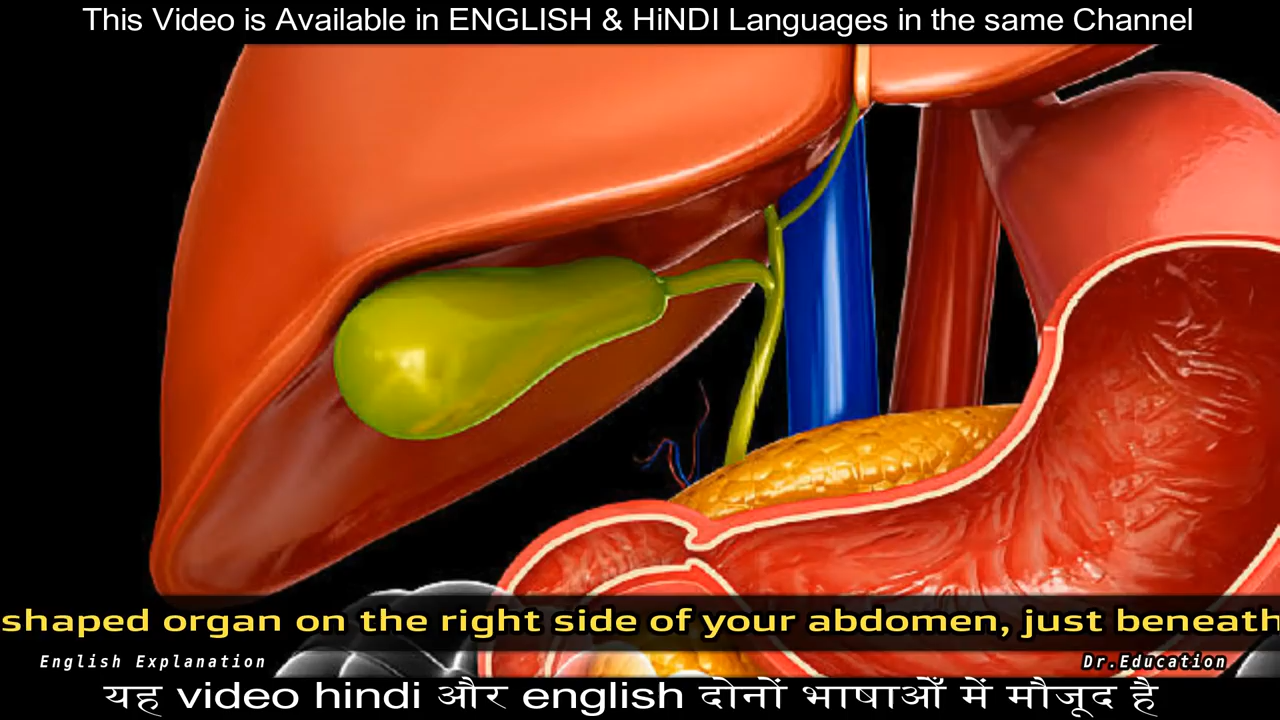 This Video is Available in ENGLISH & HiNDI Languages in the same Channel
shaped organ on the right side of your abdomen, just beneath
English Explanation
Dr.Education
यह video hindi और english दोनों भाषाओं में मौजूद है